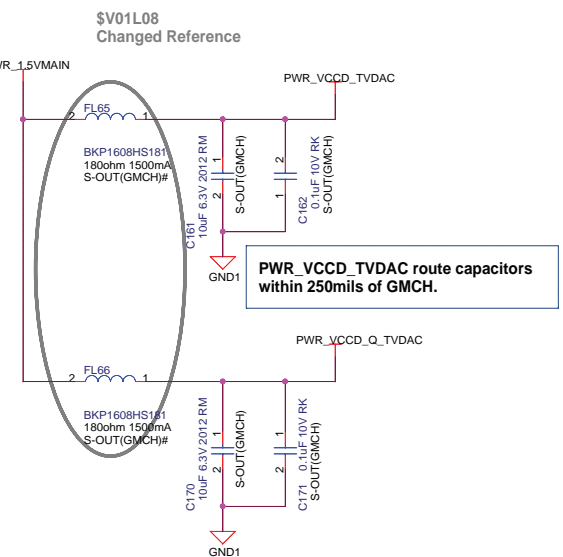 $V01L08
Changed Reference
WR_1.5VMAIN
PWR_VCCD_TVDAC
2 FL65 1
BKP1608HS181
180ohm 1500mA
S-OUT(GMCH)#
1
2
C161
10uF 6.3V 2012 RM
S-OUT(GMCH)
2
1
C162
0.1uF 10V RK
S-OUT(GMCH)
GND1
PWR_VCCD_TVDAC route capacitors
within 250mils of GMCH.
PWR_VCCD_Q_TVDAC
2 FL66 1
BKP1608HS181
180ohm 1500mA
S-OUT(GMCH)#
1
2
C170
10uF 6.3V 2012 RM
S-OUT(GMCH)
1
2
C171
0.1uF 10V RK
S-OUT(GMCH)
GND1